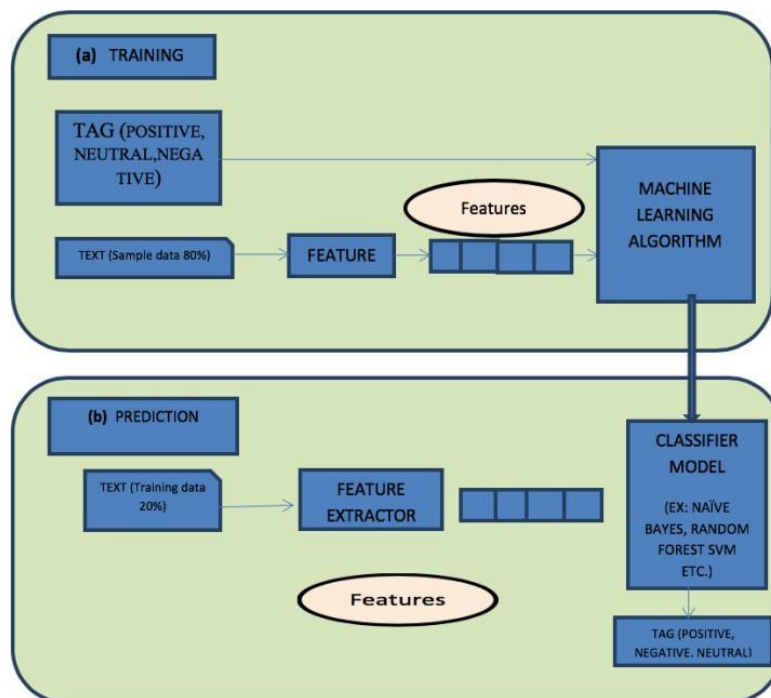 (a) TRAINING
TAG (POSITIVE,
NEUTRAL,NEGA
TIVE)
Features
MACHINE
LEARNING
ALGORITHM
TEXT (Sample data 80%)
FEATURE
(b) PREDICTION
TEXT (Training data
20%)
FEATURE
EXTRACTOR
CLASSIFIER
MODEL
(EX: NAÏVE
BAYES, RANDOM
FOREST SVM
ETC.)
Features
TAG (POSITIVE,
NEGATIVE, NEUTRAL)